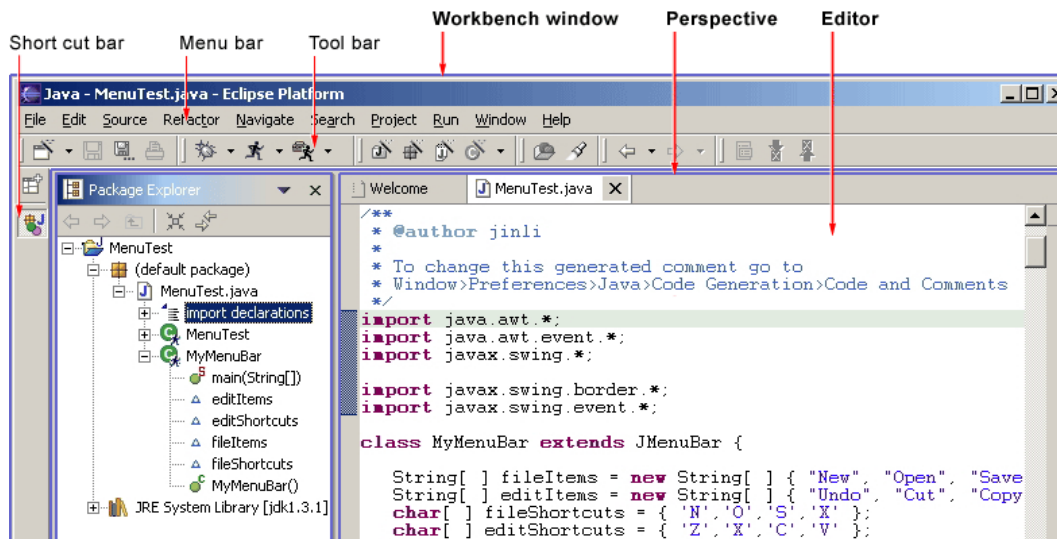 Workbench window Perspective Editor
Short cut bar Menu bar Tool bar
Java - MenuTest.java - Eclipse Platform
File Edit Source Refactor Navigate Search Project Run Window Help
Package Explorer
Welcome MenuTest.java
MenuTest
(default package)
MenuTest.java
import declarations
MenuTest
MyMenuBar
main(String[])
editItems
editShortcuts
fileItems
fileShortcuts
MyMenuBar()
JRE System Library [jdk1.3.1]
/**
* @author jinli
*
* To change this generated comment go to
* Window>Preferences>Java>Code Generation>Code and Comments
*/
import java.awt.*;
import java.awt.event.*;
import javax.swing.*;
import javax.swing.border.*;
import javax.swing.event.*;
class MyMenuBar extends JMenuBar {
String[ ] fileItems = new String[ ] { "New", "Open", "Save
String[ ] editItems = new String[ ] { "Undo", "Cut", "Copy
char[ ] fileShortcuts = { 'N','O','S','X' };
char[ ] editShortcuts = { 'Z','X','C','V' };